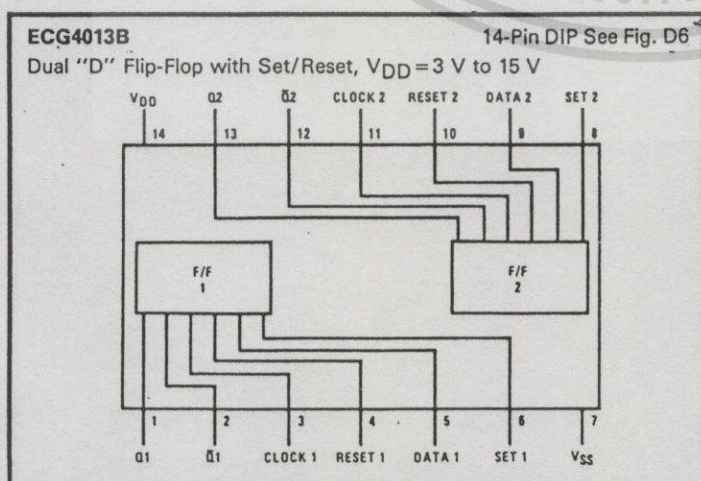 ECG4013B 14-Pin DIP See Fig. D6
Dual "D" Flip-Flop with Set/Reset, VDD = 3 V to 15 V
VDD Q2 Q̅2 CLOCK 2 RESET 2 DATA 2 SET 2
14 13 12 11 10 9 8
F/F
1
F/F
2
1 2 3 4 5 6 7
Q1 Q̅1 CLOCK 1 RESET 1 DATA 1 SET 1 VSS